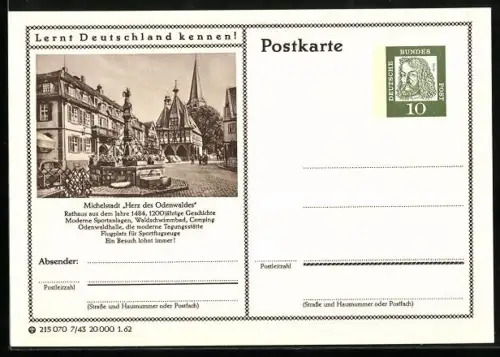 Lernt Deutschland kennen!
Michelstadt „Herz des Odenwaldes"
Rathaus aus dem Jahre 1484, 1200jährige Geschichte
Moderne Sportanlagen, Waldschwimmbad, Camping
Odenwaldhalle, die moderne Tagungsstätte
Flugplatz für Sportflugzeuge
Ein Besuch lohnt immer!
Absender:
Postleitzahl
(Straße und Hausnummer oder Postfach)
215 070 7/43 20 000 1.62
Postkarte
DEUTSCHE BUNDES POST
10
Postleitzahl
(Straße und Hausnummer oder Postfach)